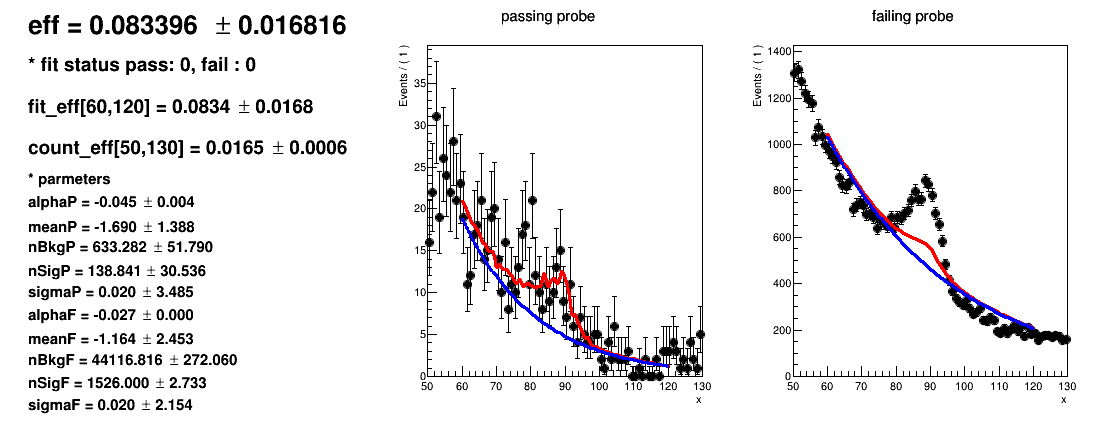 eff = 0.083396 ± 0.016816
* fit status pass: 0, fail : 0
fit_eff[60,120] = 0.0834 ± 0.0168
count_eff[50,130] = 0.0165 ± 0.0006
* parmeters
alphaP = -0.045 ± 0.004
meanP = -1.690 ± 1.388
nBkgP = 633.282 ± 51.790
nSigP = 138.841 ± 30.536
sigmaP = 0.020 ± 3.485
alphaF = -0.027 ± 0.000
meanF = -1.164 ± 2.453
nBkgF = 44116.816 ± 272.060
nSigF = 1526.000 ± 2.733
sigmaF = 0.020 ± 2.154
passing probe
Events / ( 1 )
35
30
25
20
15
10
5
0
50 60 70 80 90 100 110 120 130
x
failing probe
Events / ( 1 )
1400
1200
1000
800
600
400
200
0
50 60 70 80 90 100 110 120 130
x